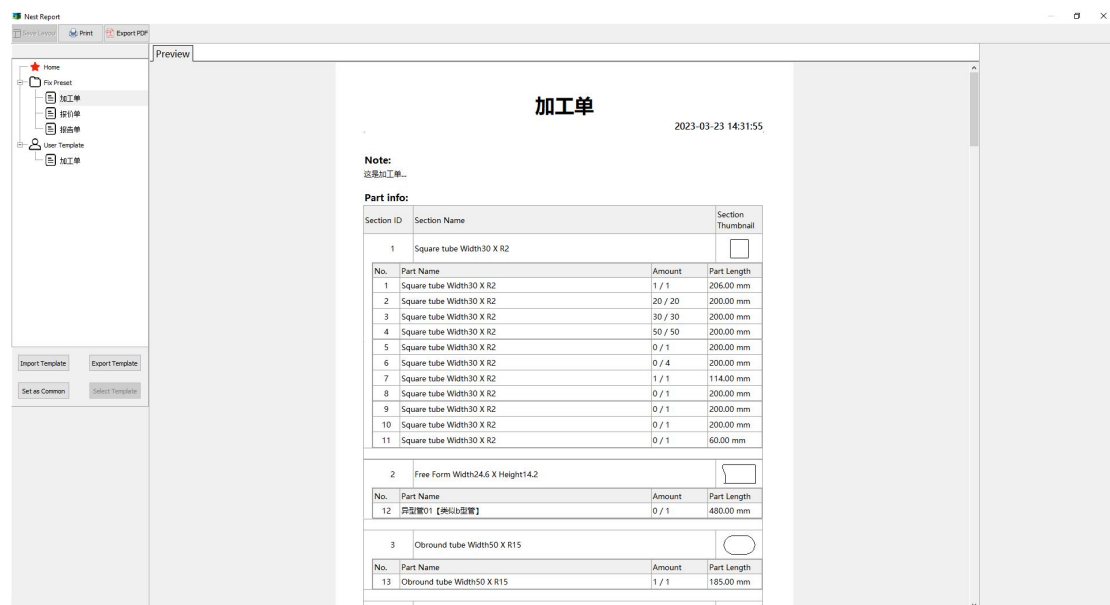 Nest Report
Save Layout Print Export PDF
Preview
Home
Fix Preset
加工单
报价单
报告单
User Template
加工单
Import Template Export Template
Set as Common Select Template
加工单
2023-03-23 14:31:55
Note:
这是加工单...
Part info:
Section ID Section Name Section Thumbnail
1 Square tube Width30 X R2
No. Part Name Amount Part Length
1 Square tube Width30 X R2 1 / 1 206.00 mm
2 Square tube Width30 X R2 20 / 20 200.00 mm
3 Square tube Width30 X R2 30 / 30 200.00 mm
4 Square tube Width30 X R2 50 / 50 200.00 mm
5 Square tube Width30 X R2 0 / 1 200.00 mm
6 Square tube Width30 X R2 0 / 4 200.00 mm
7 Square tube Width30 X R2 1 / 1 114.00 mm
8 Square tube Width30 X R2 0 / 1 200.00 mm
9 Square tube Width30 X R2 0 / 1 200.00 mm
10 Square tube Width30 X R2 0 / 1 200.00 mm
11 Square tube Width30 X R2 0 / 1 60.00 mm
2 Free Form Width24.6 X Height14.2
No. Part Name Amount Part Length
12 异型管01【类似b型管】 0 / 1 480.00 mm
3 Obround tube Width50 X R15
No. Part Name Amount Part Length
13 Obround tube Width50 X R15 1 / 1 185.00 mm